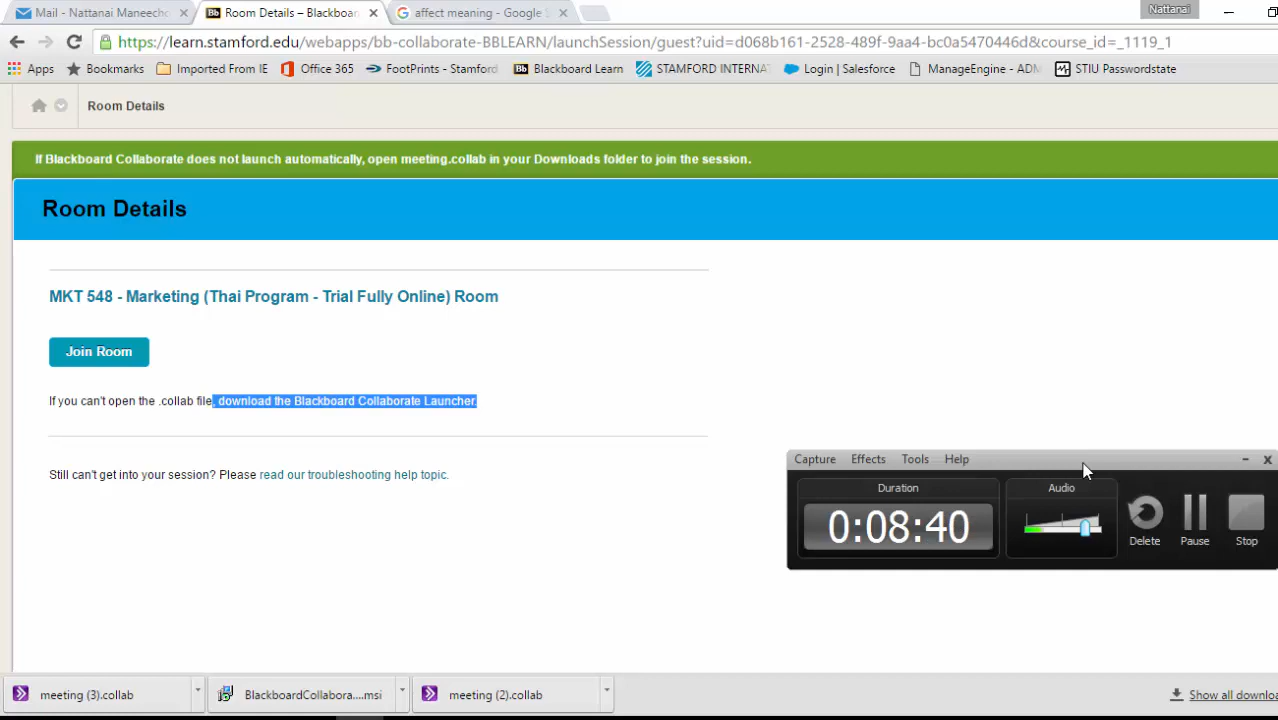 Mail - Nattanai Maneecho
Room Details – Blackboar
affect meaning - Google S
Nattanai
https://learn.stamford.edu/webapps/bb-collaborate-BBLEARN/launchSession/guest?uid=d068b161-2528-489f-9aa4-bc0a5470446d&course_id=_1119_1
Apps Bookmarks Imported From IE Office 365 FootPrints - Stamford Blackboard Learn STAMFORD INTERNAT Login | Salesforce ManageEngine - ADM STIU Passwordstate
Room Details
If Blackboard Collaborate does not launch automatically, open meeting.collab in your Downloads folder to join the session.
Room Details
MKT 548 - Marketing (Thai Program - Trial Fully Online) Room
Join Room
If you can't open the .collab file, download the Blackboard Collaborate Launcher.
Still can't get into your session? Please read our troubleshooting help topic.
Capture Effects Tools Help
Duration
Audio
0:08:40
Delete Pause Stop
meeting (3).collab
BlackboardCollabora....msi
meeting (2).collab
Show all downloa